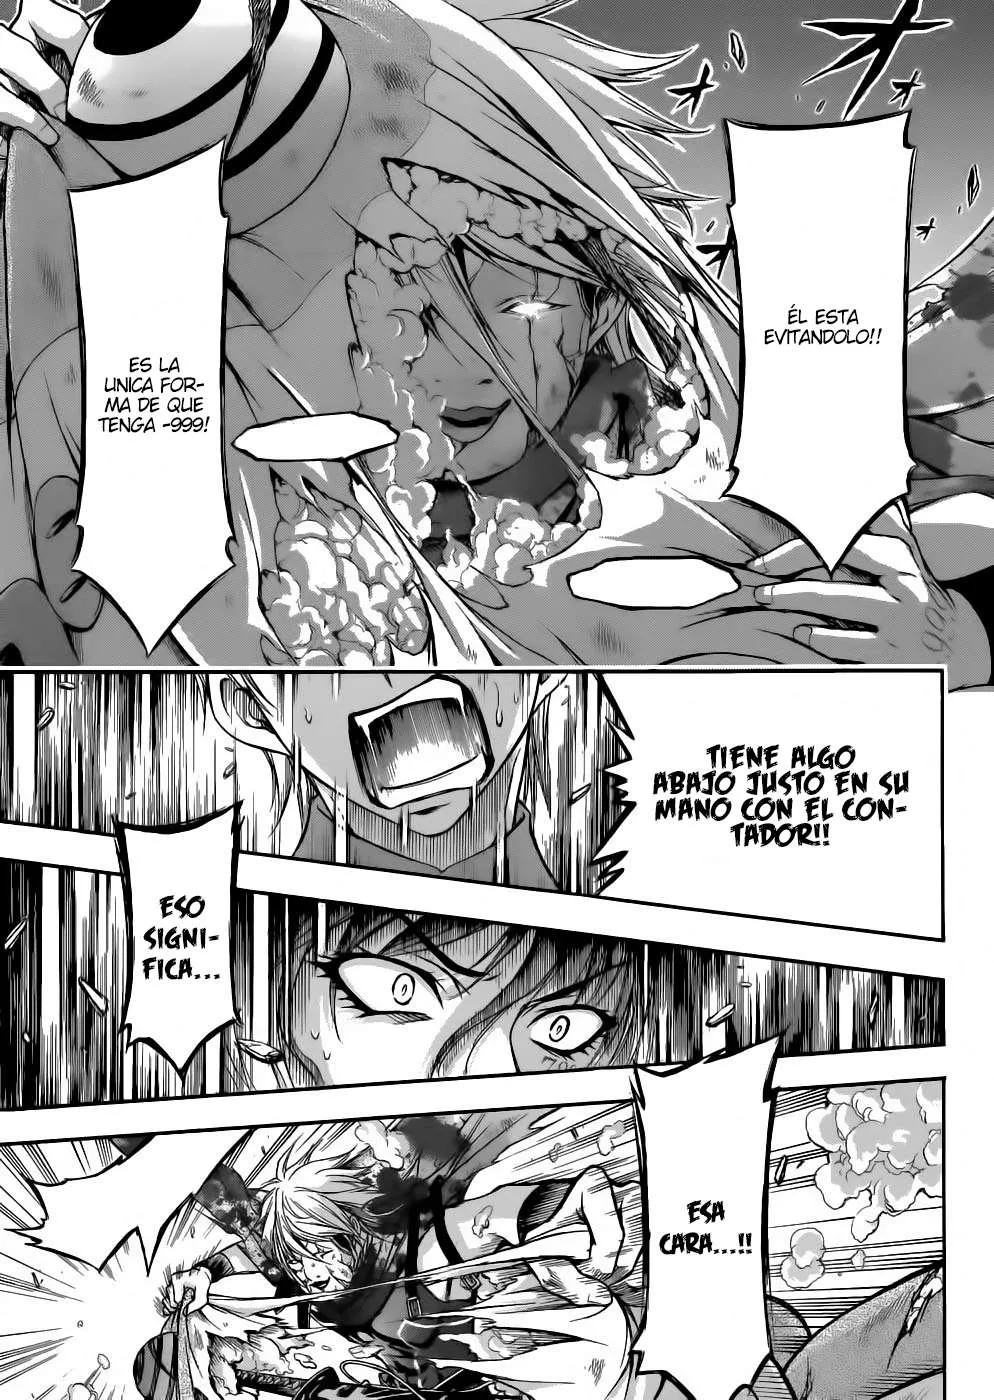 ÉL ESTA
EVITANDOLO!!
ES LA
UNICA FOR-
MA DE QUE
TENGA -999!
TIENE ALGO
ABAJO JUSTO EN SU
MANO CON EL CON-
TADOR!!
ESO
SIGNI-
FICA...
ESA
CARA...!!